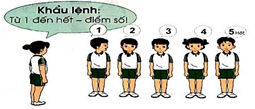 Khẩu lệnh:
Từ 1 đến hết – điểm số!
1 2 3 4 5 Hết